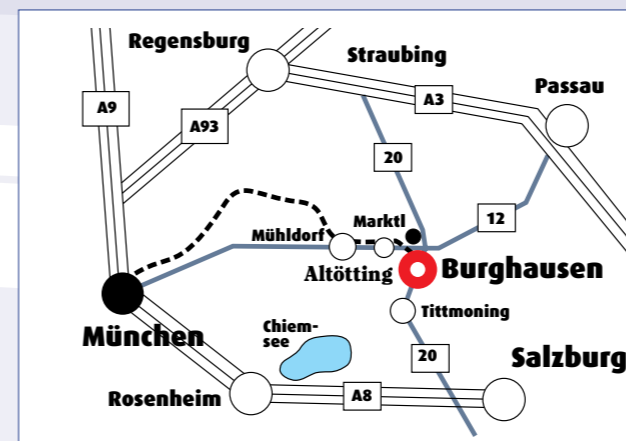 Regensburg
Straubing
Passau
A9
A3
A93
20
12
Marktl
Mühldorf
Altötting
Burghausen
Tittmoning
München
Chiem-
see
20
Salzburg
Rosenheim
A8